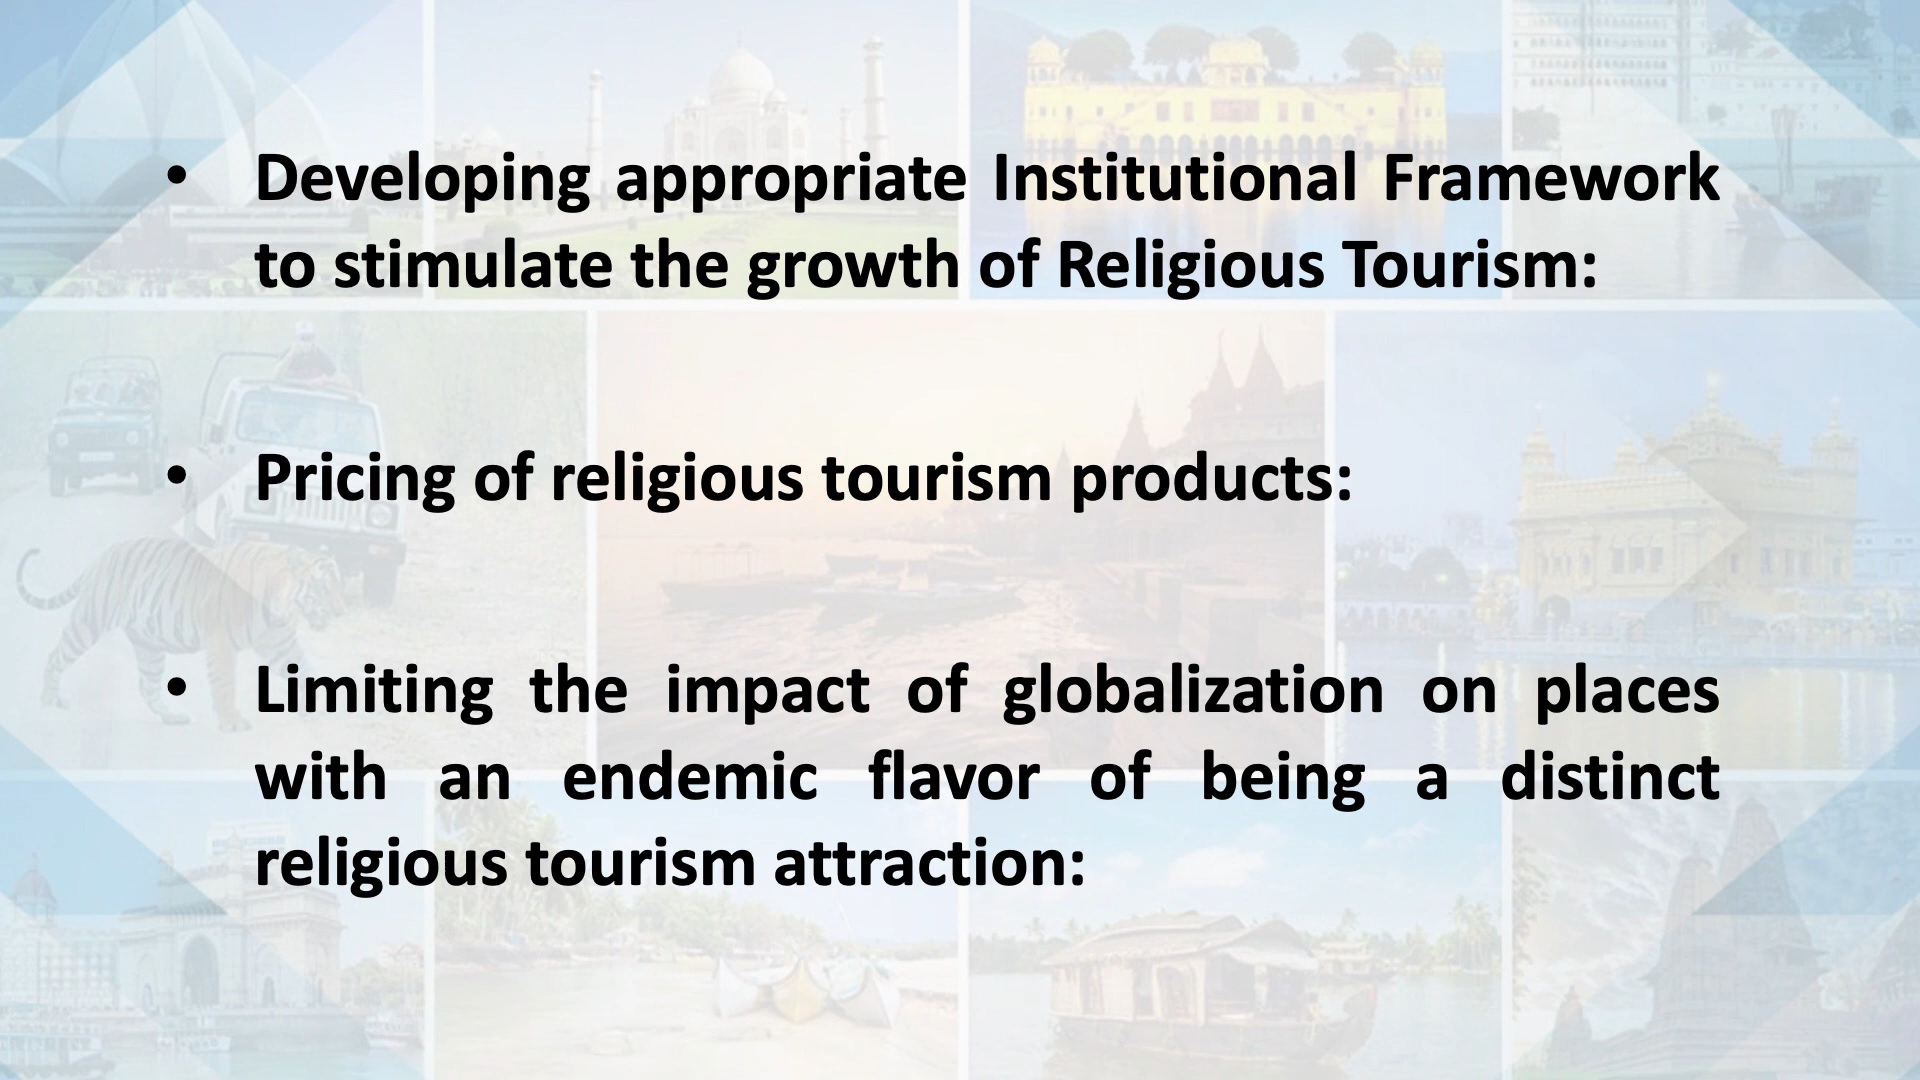 • Developing appropriate Institutional Framework
to stimulate the growth of Religious Tourism:
• Pricing of religious tourism products:
• Limiting the impact of globalization on places
with an endemic flavor of being a distinct
religious tourism attraction: